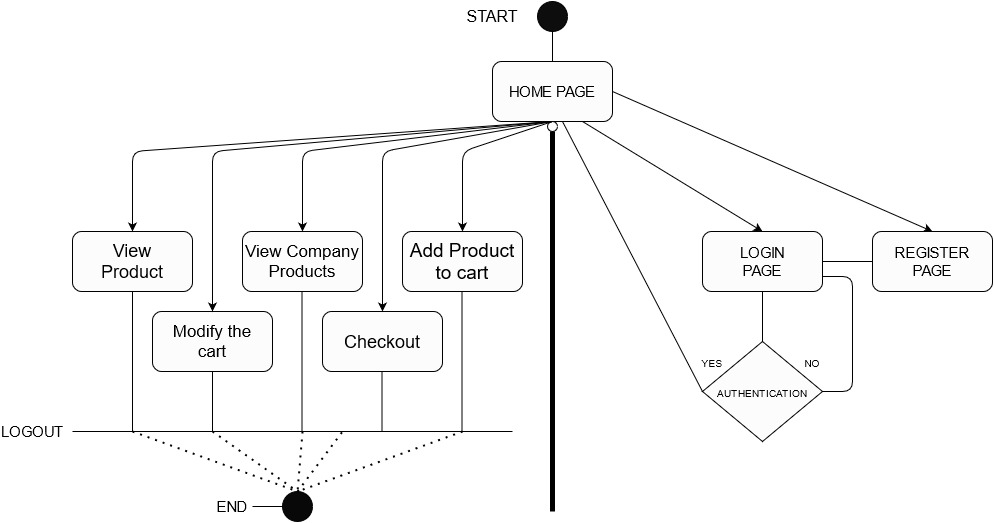 START
HOME PAGE
View
Product
View Company
Products
Add Product
to cart
LOGIN
PAGE
REGISTER
PAGE
Modify the
cart
Checkout
YES
NO
AUTHENTICATION
LOGOUT
END